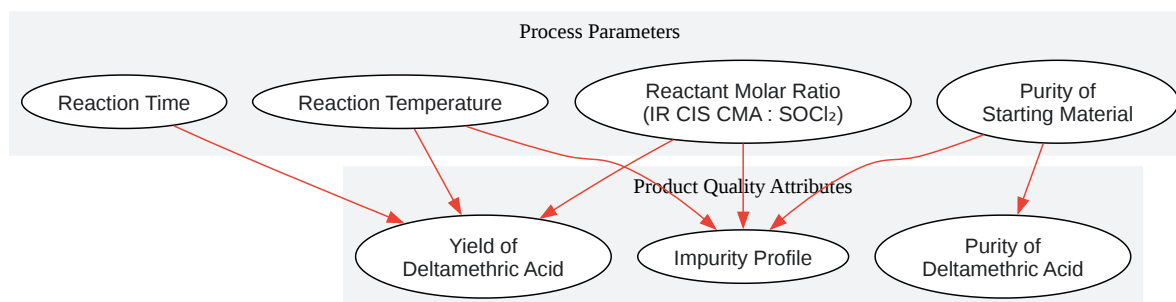 Process Parameters
Reaction Time
Reaction Temperature
Reactant Molar Ratio
(IR CIS CMA : SOCl₂)
Purity of
Starting Material
Product Quality Attributes
Yield of
Deltamethric Acid
Impurity Profile
Purity of
Deltamethric Acid